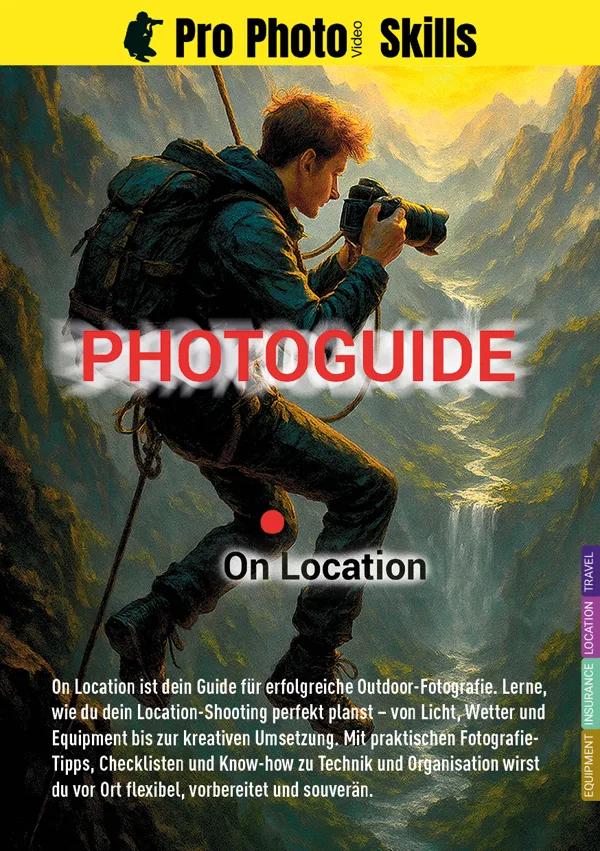 Pro Photo Video Skills
PHOTOGUIDE
On Location
On Location ist dein Guide für erfolgreiche Outdoor-Fotografie. Lerne,
wie du dein Location-Shooting perfekt planst – von Licht, Wetter und
Equipment bis zur kreativen Umsetzung. Mit praktischen Fotografie-
Tipps, Checklisten und Know-how zu Technik und Organisation wirst
du vor Ort flexibel, vorbereitet und souverän.
TRAVEL
LOCATION
INSURANCE
EQUIPMENT